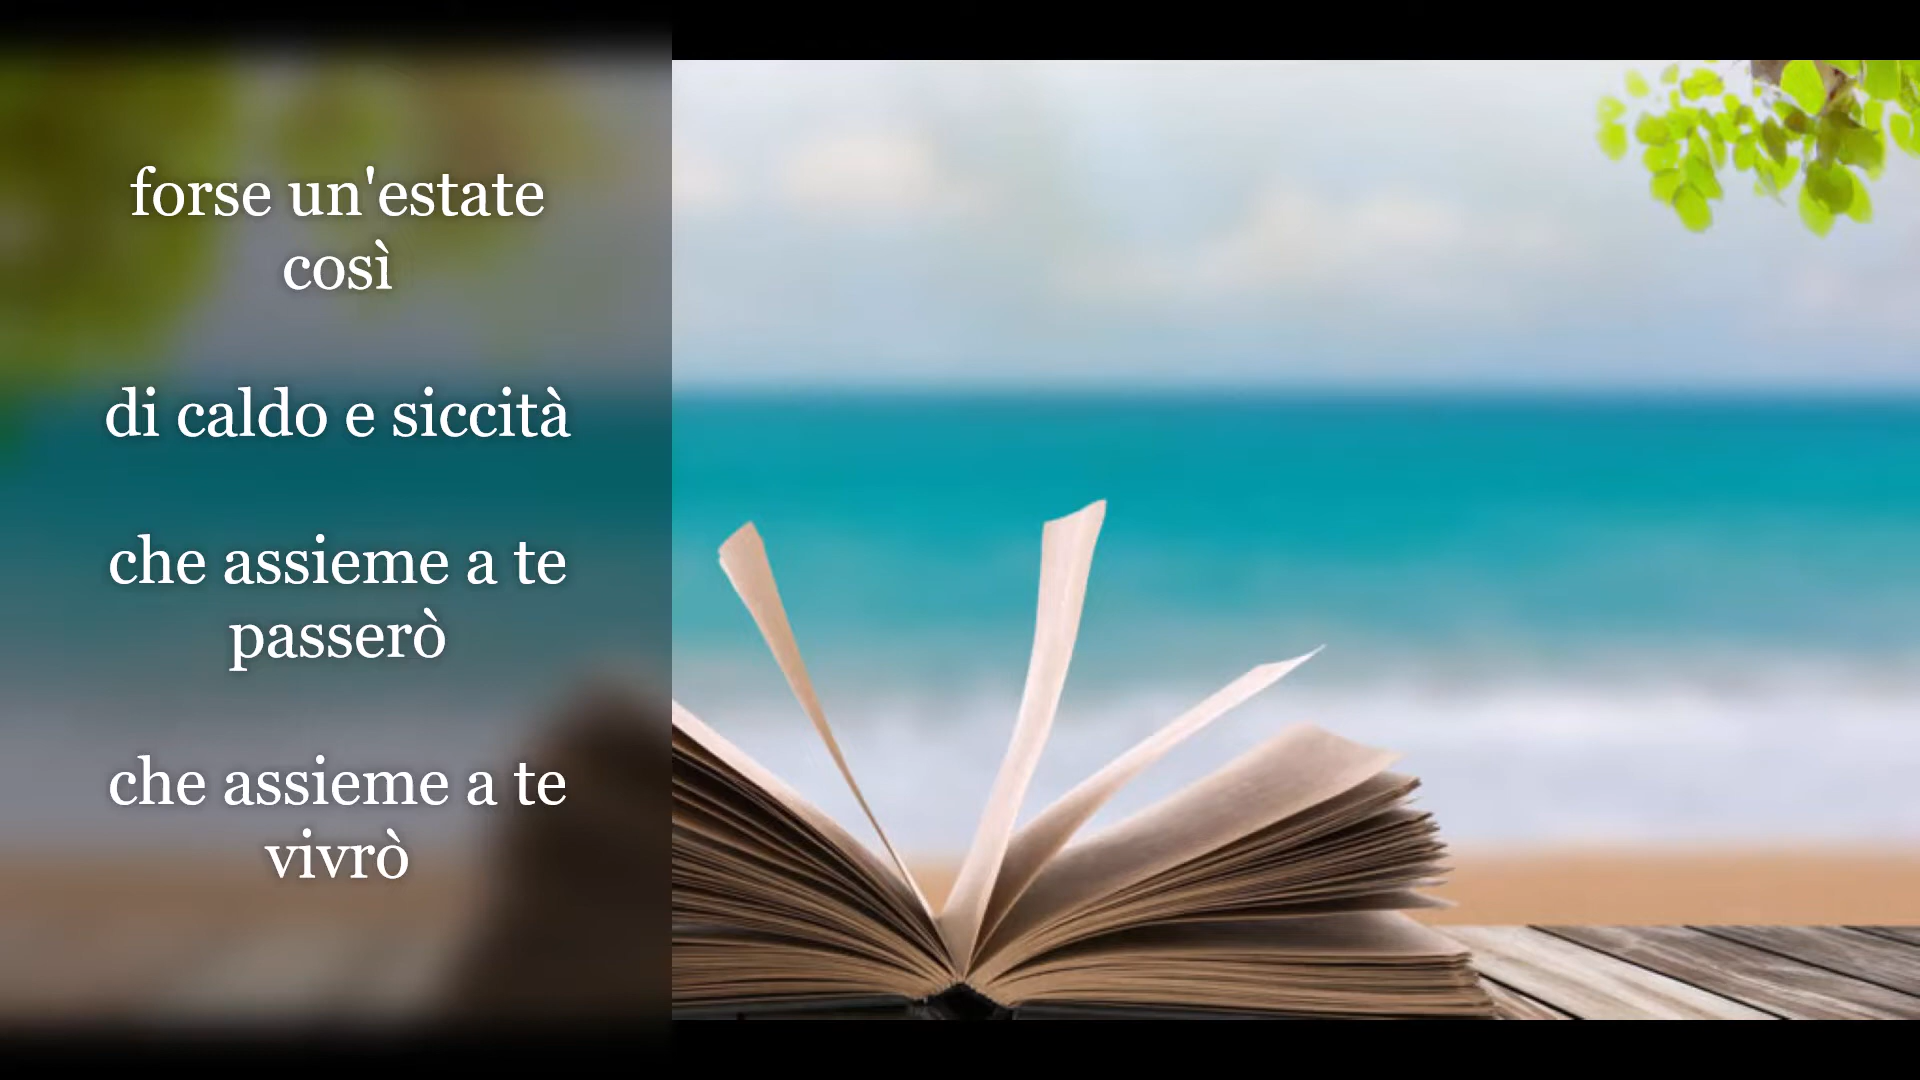 forse un'estate
così
di caldo e siccità
che assieme a te
passerò
che assieme a te
vivrò